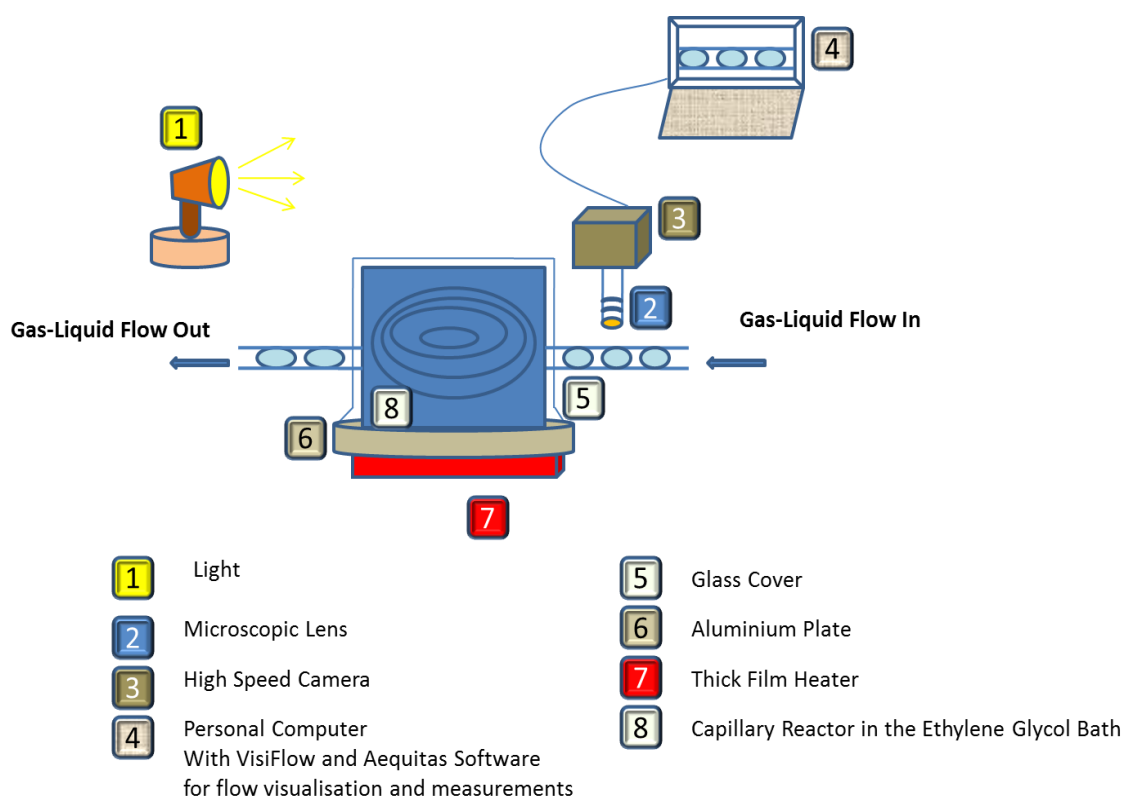 4
1
3
2
Gas-Liquid Flow Out
Gas-Liquid Flow In
5
8
6
7
1 Light
2 Microscopic Lens
3 High Speed Camera
4 Personal Computer
With VisiFlow and Aequitas Software
for flow visualisation and measurements
5 Glass Cover
6 Aluminium Plate
7 Thick Film Heater
8 Capillary Reactor in the Ethylene Glycol Bath